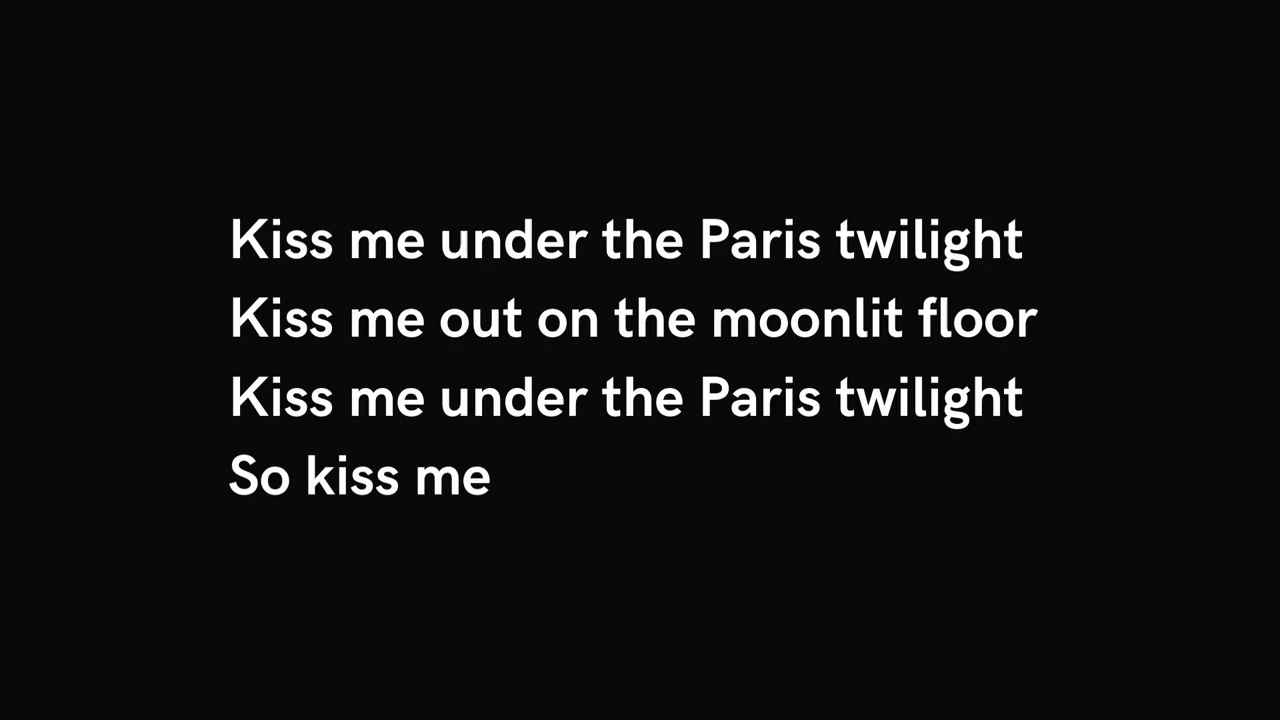 Kiss me under the Paris twilight
Kiss me out on the moonlit floor
Kiss me under the Paris twilight
So kiss me